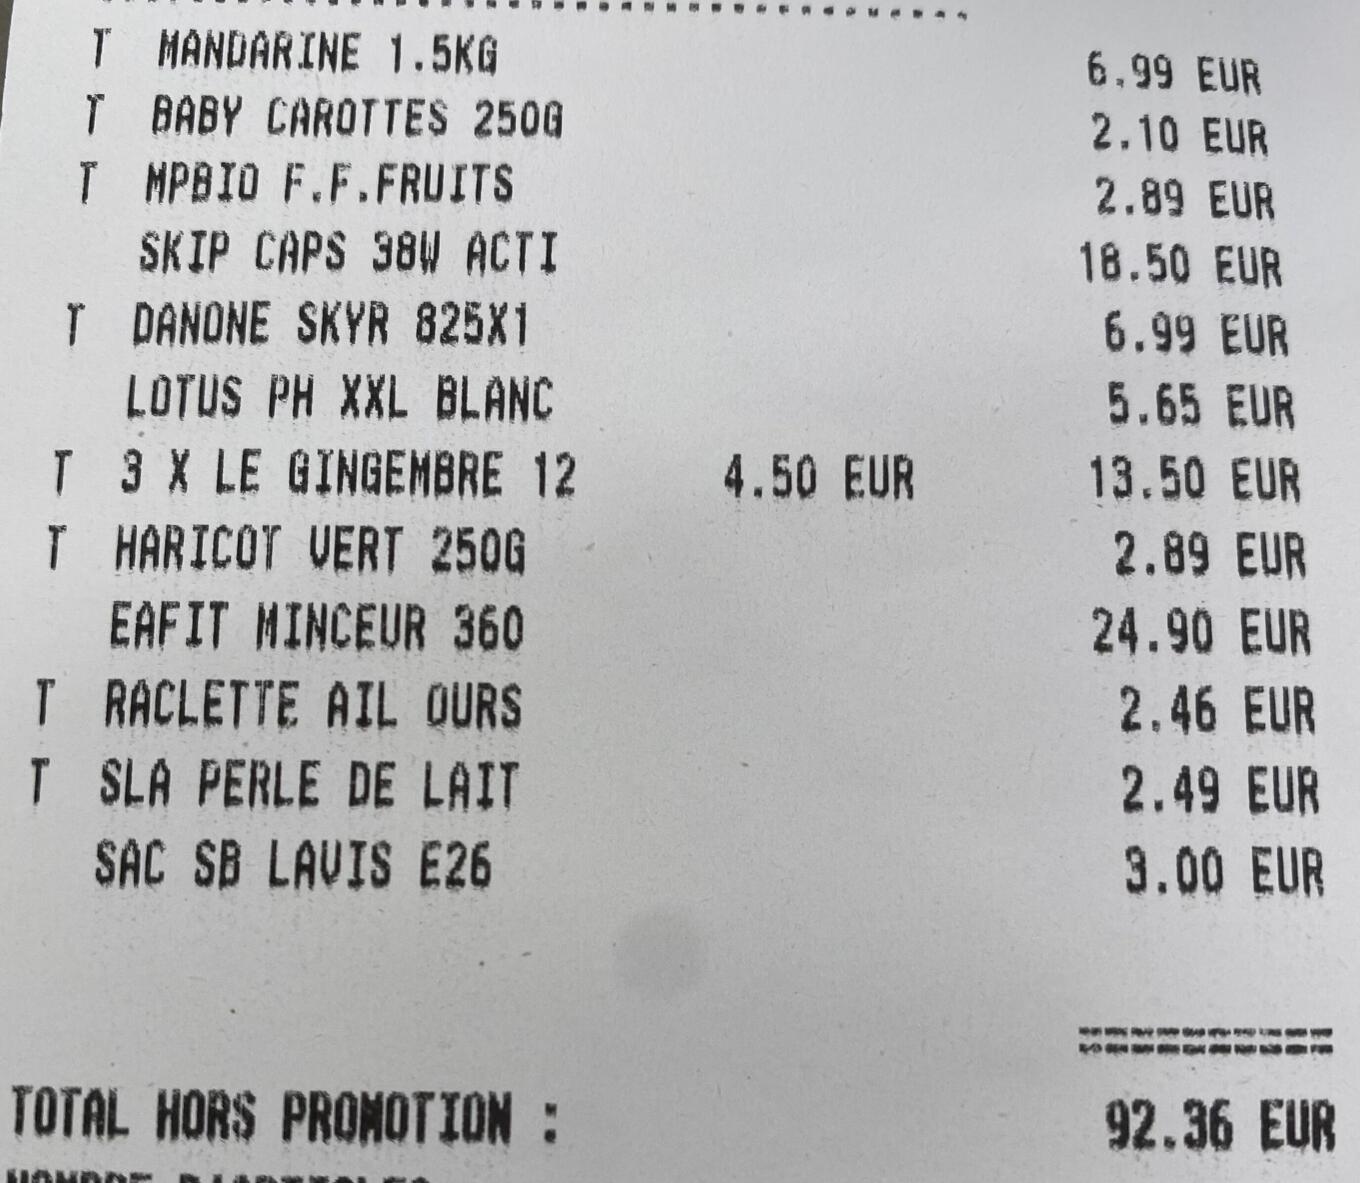 T MANDARINE 1.5KG 6.99 EUR
T BABY CAROTTES 250G 2.10 EUR
T MPBIO F.F.FRUITS 2.89 EUR
SKIP CAPS 38W ACTI 18.50 EUR
T DANONE SKYR 825X1 6.99 EUR
LOTUS PH XXL BLANC 5.65 EUR
T 3 X LE GINGEMBRE 12 4.50 EUR 13.50 EUR
T HARICOT VERT 250G 2.89 EUR
EAFIT MINCEUR 360 24.90 EUR
T RACLETTE AIL OURS 2.46 EUR
T SLA PERLE DE LAIT 2.49 EUR
SAC SB LAVIS E26 3.00 EUR
==========
TOTAL HORS PROMOTION : 92.36 EUR